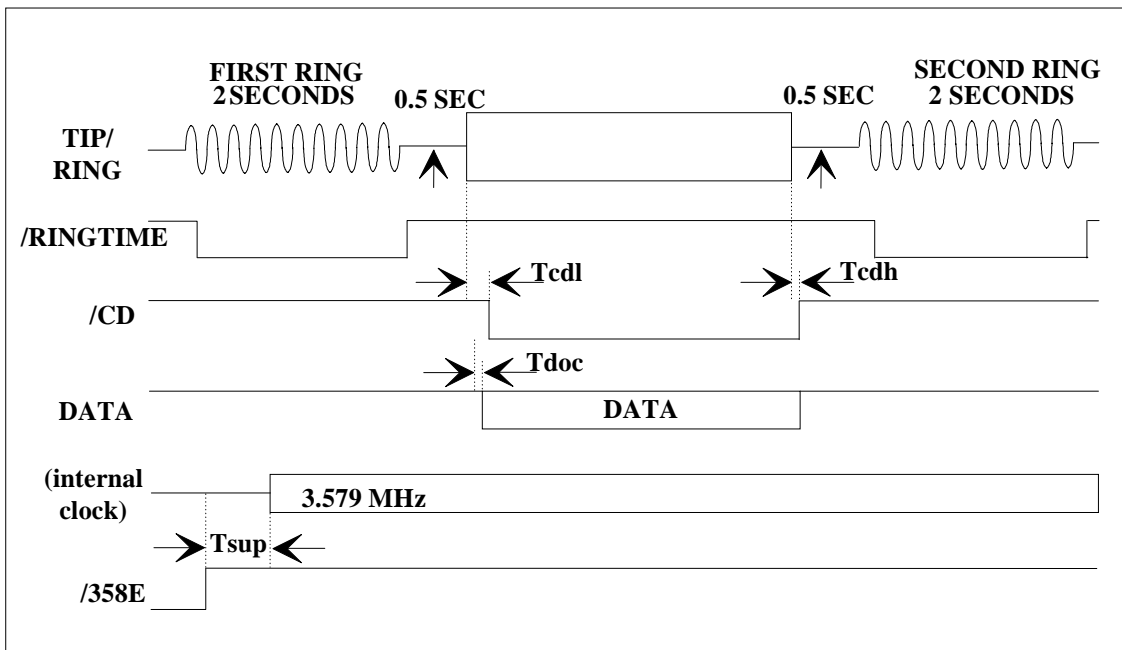 FIRST RING
2 SECONDS
0.5 SEC
0.5 SEC
SECOND RING
2 SECONDS
TIP/
RING
/RINGTIME
Tcdl
Tcdh
/CD
Tdoc
DATA
DATA
(internal
clock)
3.579 MHz
Tsup
/358E